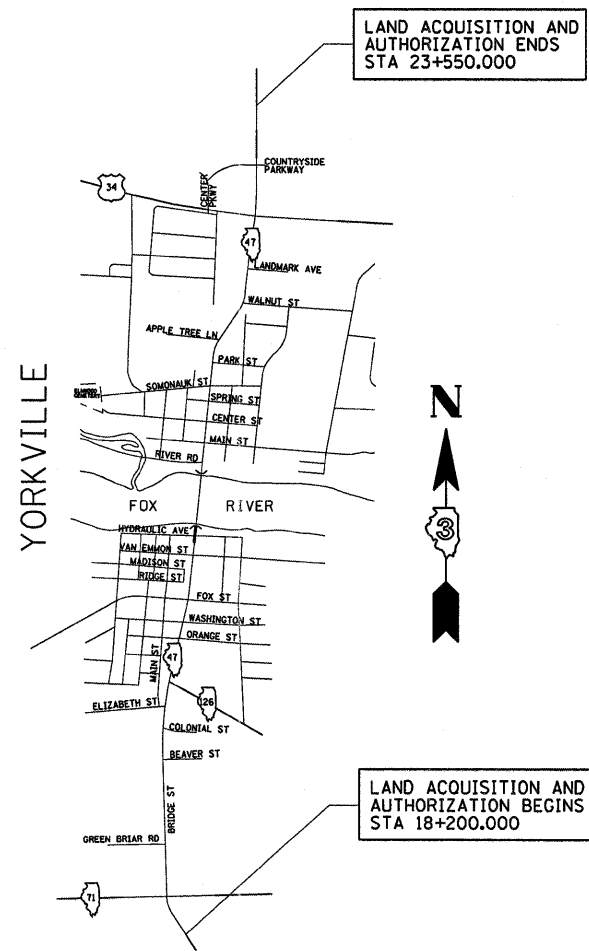 LAND ACQUISITION AND
AUTHORIZATION ENDS
STA 23+550.000
COUNTRYSIDE
PARKWAY
34
CENTER
PKWY
47
LANDMARK AVE
WALNUT ST
APPLE TREE LN
PARK ST
SOMONAUK ST
ELMWOOD
CEMETERY
SPRING ST
CENTER ST
MAIN ST
RIVER RD
YORKVILLE
N
3
FOX RIVER
HYDRAULIC AVE
VAN EMMON ST
MADISON ST
RIDGE ST
FOX ST
WASHINGTON ST
ORANGE ST
MAIN ST
47
126
ELIZABETH ST
COLONIAL ST
BEAVER ST
BRIDGE ST
LAND ACQUISITION AND
AUTHORIZATION BEGINS
STA 18+200.000
GREEN BRIAR RD
71